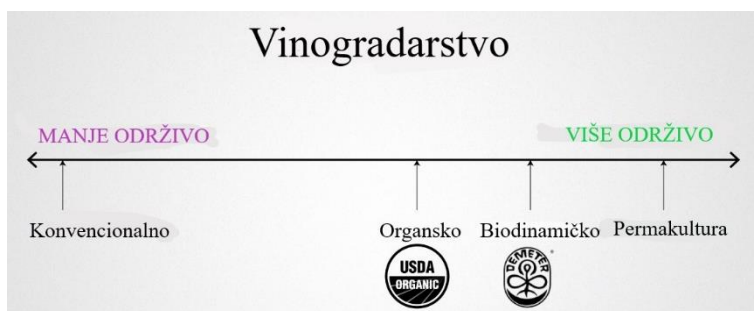 Vinogradarstvo
MANJE ODRŽIVO
VIŠE ODRŽIVO
Konvencionalno
Organsko
Biodinamičko
Permakultura
USDA
ORGANIC
DEMETER